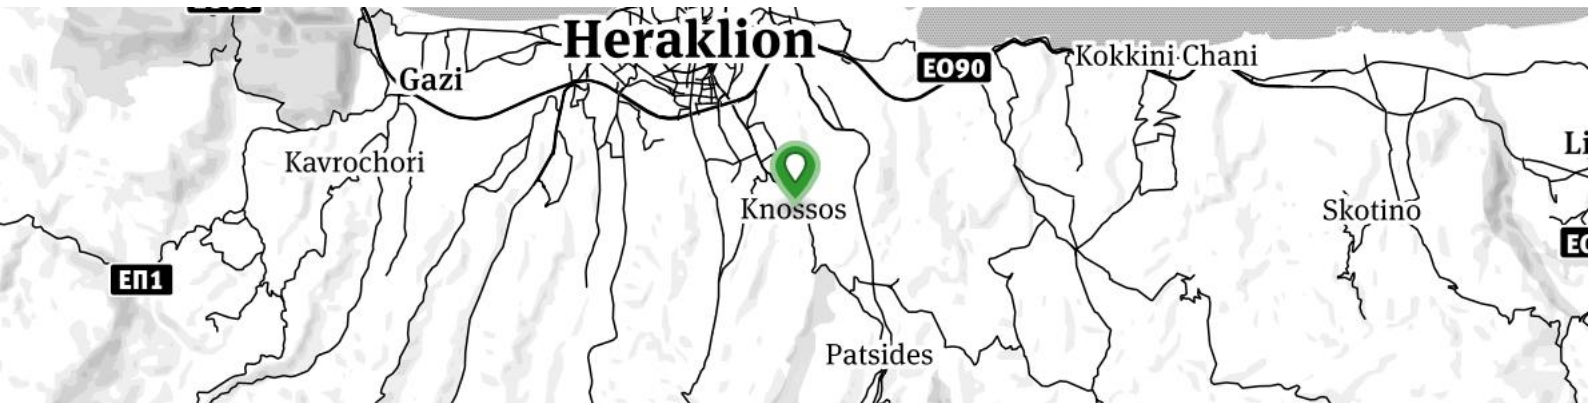 Heraklion
Kokkini Chani
EO90
Gazi
Kavrochori
Knossos
Skotino
ΕΠ1
Patsides